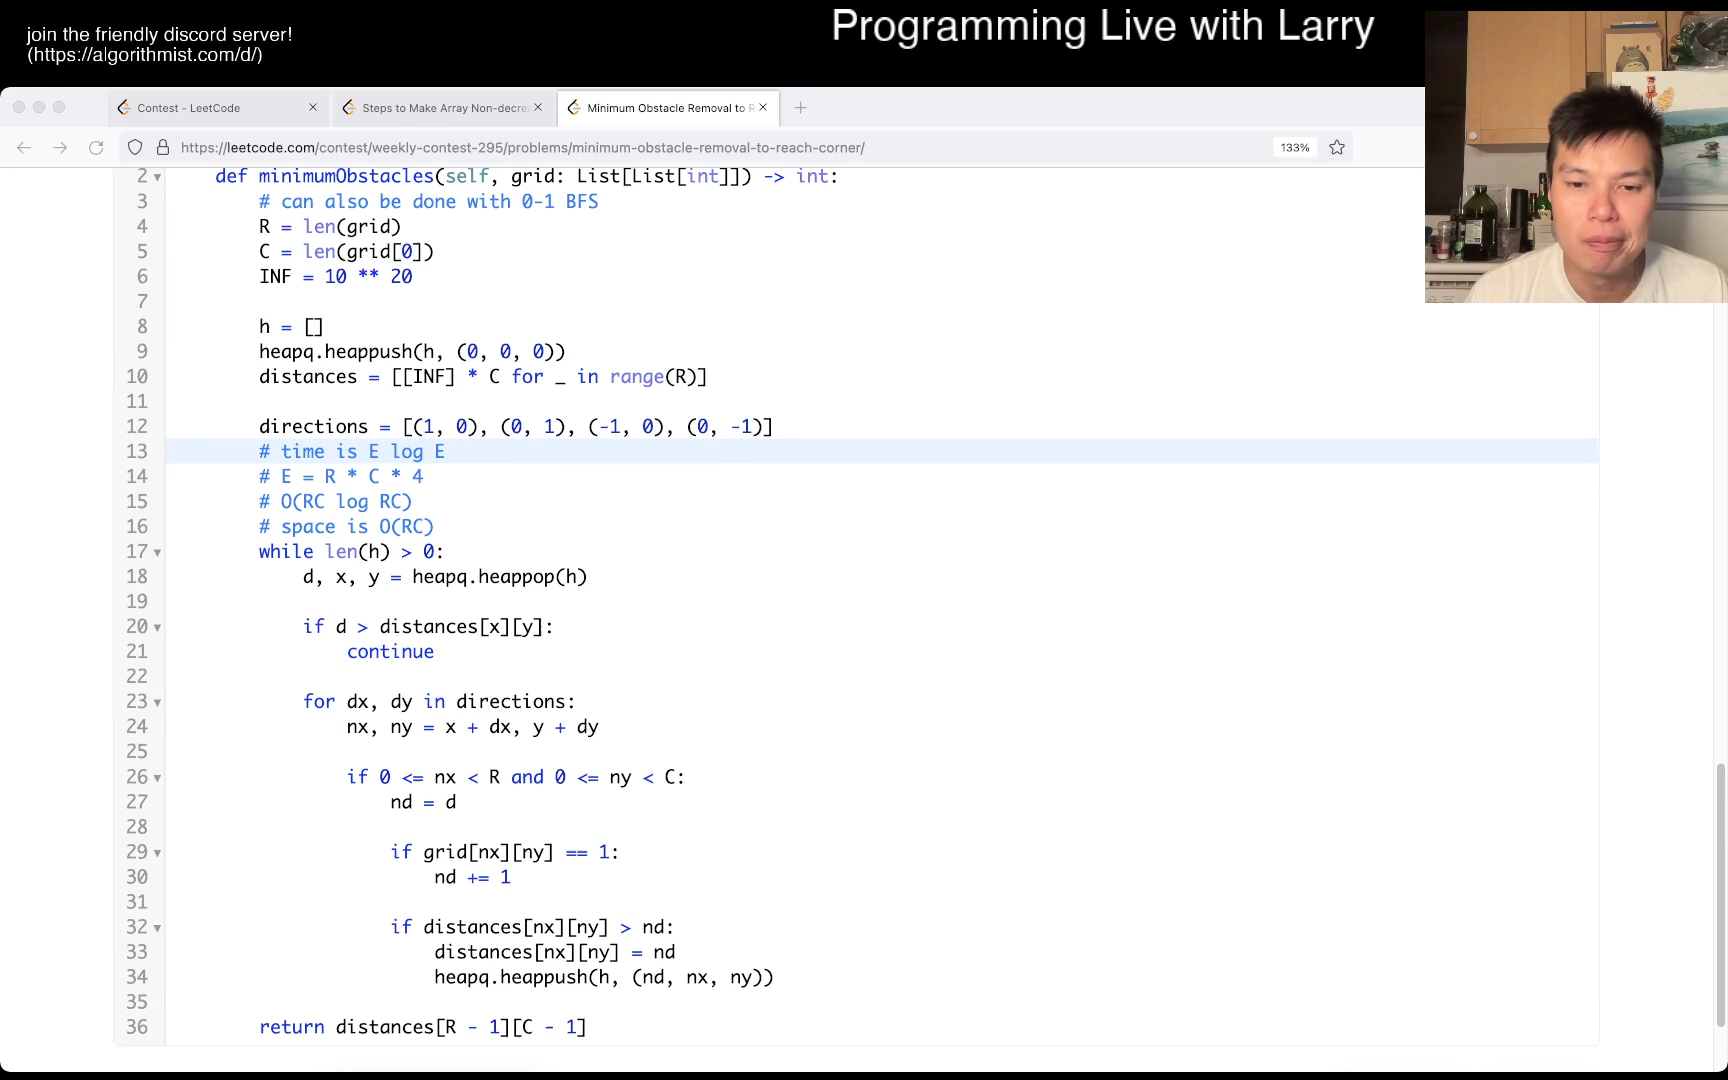 join the friendly discord server!
(https://algorithmist.com/d/)
Programming Live with Larry
Contest - LeetCode
Steps to Make Array Non-decre
Minimum Obstacle Removal to R
https://leetcode.com/contest/weekly-contest-295/problems/minimum-obstacle-removal-to-reach-corner/
133%
2 def minimumObstacles(self, grid: List[List[int]]) -> int:
3 # can also be done with 0-1 BFS
4 R = len(grid)
5 C = len(grid[0])
6 INF = 10 ** 20
7
8 h = []
9 heapq.heappush(h, (0, 0, 0))
10 distances = [[INF] * C for _ in range(R)]
11
12 directions = [(1, 0), (0, 1), (-1, 0), (0, -1)]
13 # time is E log E
14 # E = R * C * 4
15 # O(RC log RC)
16 # space is O(RC)
17 while len(h) > 0:
18 d, x, y = heapq.heappop(h)
19
20 if d > distances[x][y]:
21 continue
22
23 for dx, dy in directions:
24 nx, ny = x + dx, y + dy
25
26 if 0 <= nx < R and 0 <= ny < C:
27 nd = d
28
29 if grid[nx][ny] == 1:
30 nd += 1
31
32 if distances[nx][ny] > nd:
33 distances[nx][ny] = nd
34 heapq.heappush(h, (nd, nx, ny))
35
36 return distances[R - 1][C - 1]